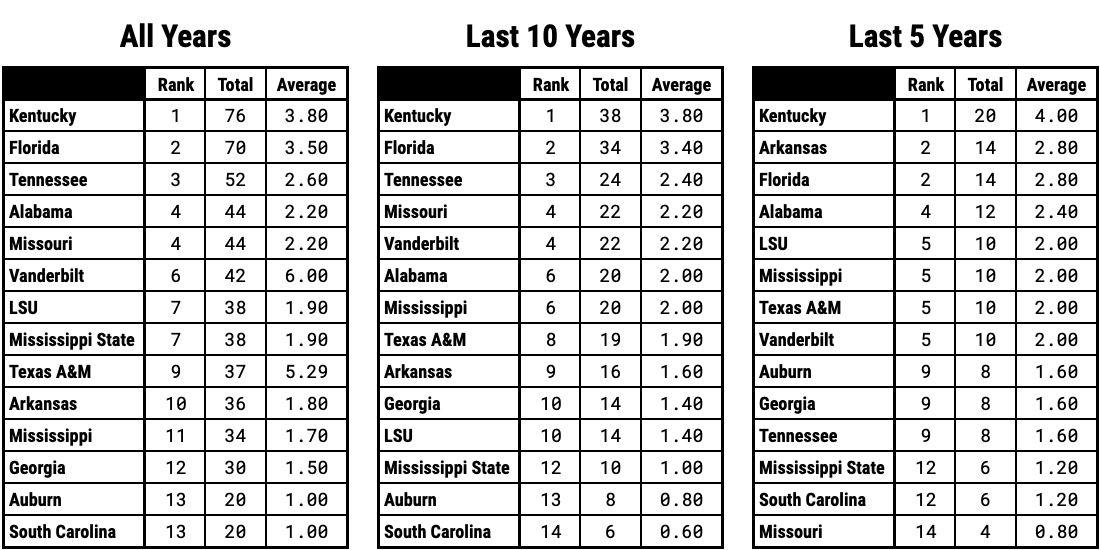 All Years Last 10 Years Last 5 Years
Rank Total Average Rank Total Average Rank Total Average
Kentucky 1 76 3.80 Kentucky 1 38 3.80 Kentucky 1 20 4.00
Florida 2 70 3.50 Florida 2 34 3.40 Arkansas 2 14 2.80
Tennessee 3 52 2.60 Tennessee 3 24 2.40 Florida 2 14 2.80
Alabama 4 44 2.20 Missouri 4 22 2.20 Alabama 4 12 2.40
Missouri 4 44 2.20 Vanderbilt 4 22 2.20 LSU 5 10 2.00
Vanderbilt 6 42 6.00 Alabama 6 20 2.00 Mississippi 5 10 2.00
LSU 7 38 1.90 Mississippi 6 20 2.00 Texas A&M 5 10 2.00
Mississippi State 7 38 1.90 Texas A&M 8 19 1.90 Vanderbilt 5 10 2.00
Texas A&M 9 37 5.29 Arkansas 9 16 1.60 Auburn 9 8 1.60
Arkansas 10 36 1.80 Georgia 10 14 1.40 Georgia 9 8 1.60
Mississippi 11 34 1.70 LSU 10 14 1.40 Tennessee 9 8 1.60
Georgia 12 30 1.50 Mississippi State 12 10 1.00 Mississippi State 12 6 1.20
Auburn 13 20 1.00 Auburn 13 8 0.80 South Carolina 12 6 1.20
South Carolina 13 20 1.00 South Carolina 14 6 0.60 Missouri 14 4 0.80